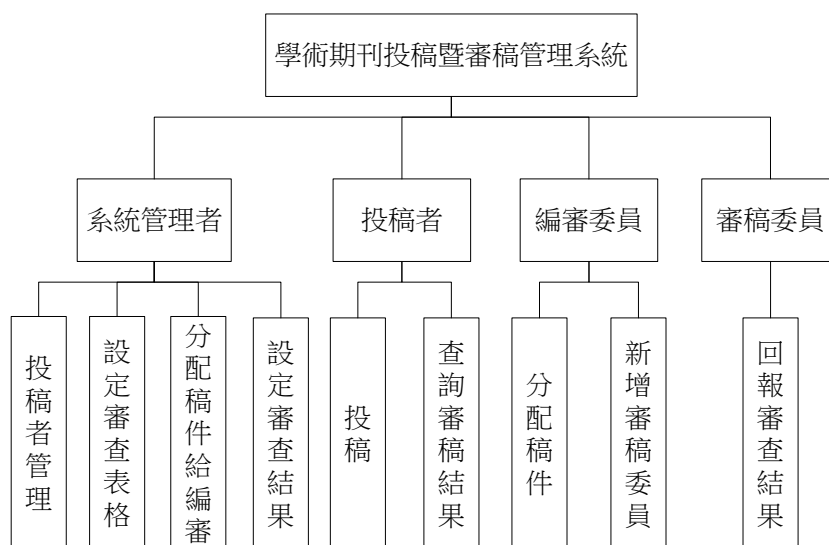 學術期刊投稿暨審稿管理系統
系統管理者
投稿者
編審委員
審稿委員
投稿者管理
設定審查表格
分配稿件給編審
設定審查結果
投稿
查詢審稿結果
分配稿件
新增審稿委員
回報審查結果